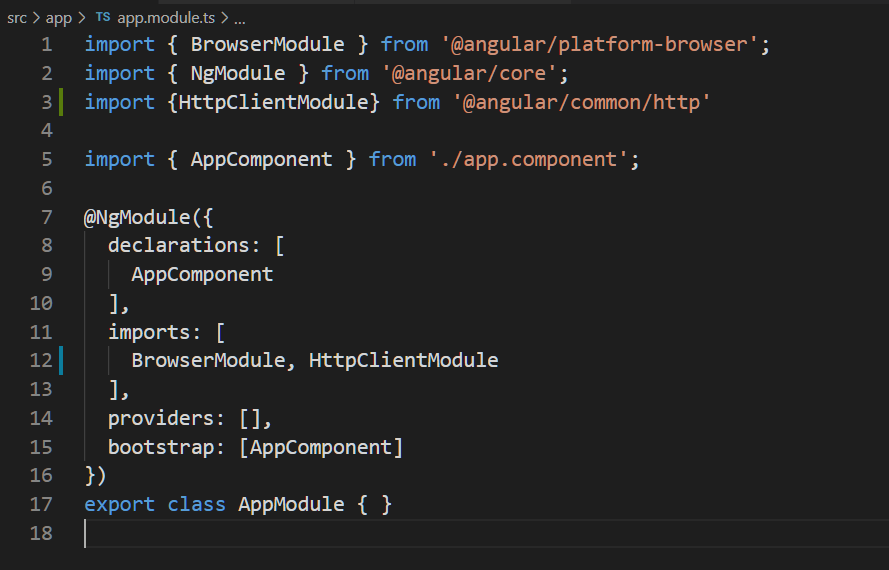 src > app > TS app.module.ts > ...
1 import { BrowserModule } from '@angular/platform-browser';
2 import { NgModule } from '@angular/core';
3 import {HttpClientModule} from '@angular/common/http'
4
5 import { AppComponent } from './app.component';
6
7 @NgModule({
8   declarations: [
9     AppComponent
10   ],
11   imports: [
12     BrowserModule, HttpClientModule
13   ],
14   providers: [],
15   bootstrap: [AppComponent]
16 })
17 export class AppModule { }
18